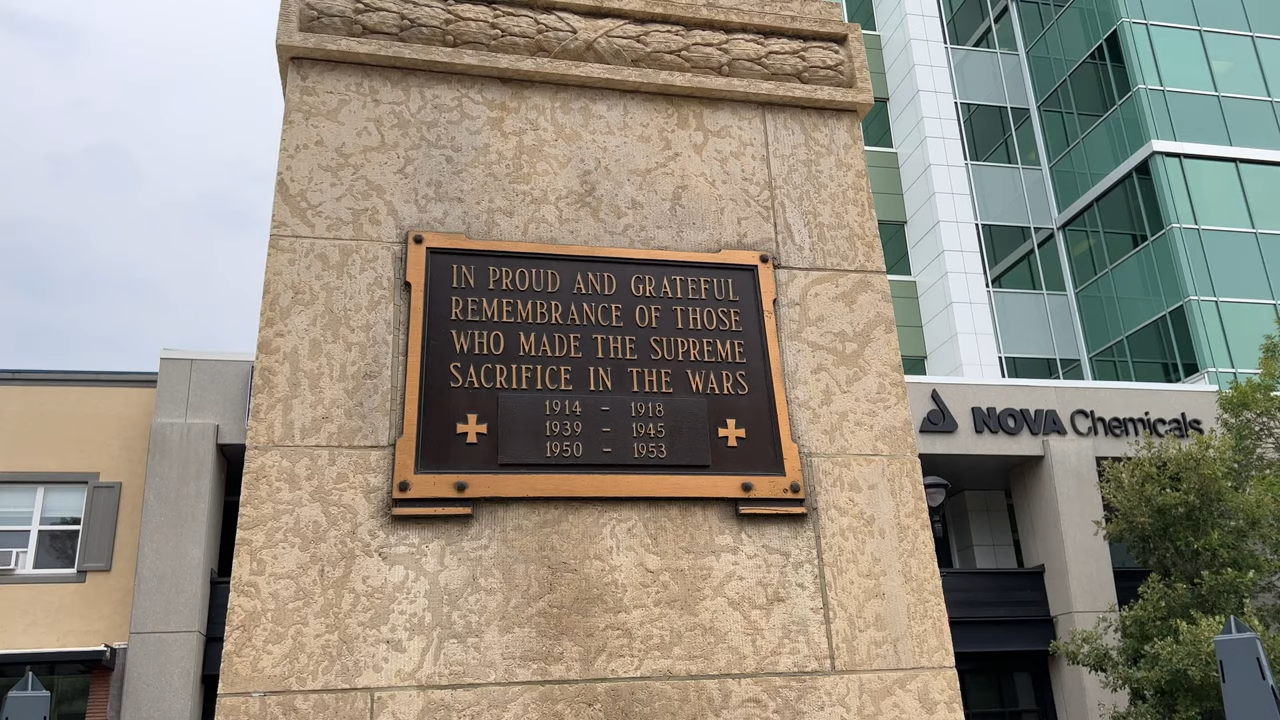 IN PROUD AND GRATEFUL
REMEMBRANCE OF THOSE
WHO MADE THE SUPREME
SACRIFICE IN THE WARS
1914 – 1918
1939 – 1945
1950 – 1953
NOVA Chemicals